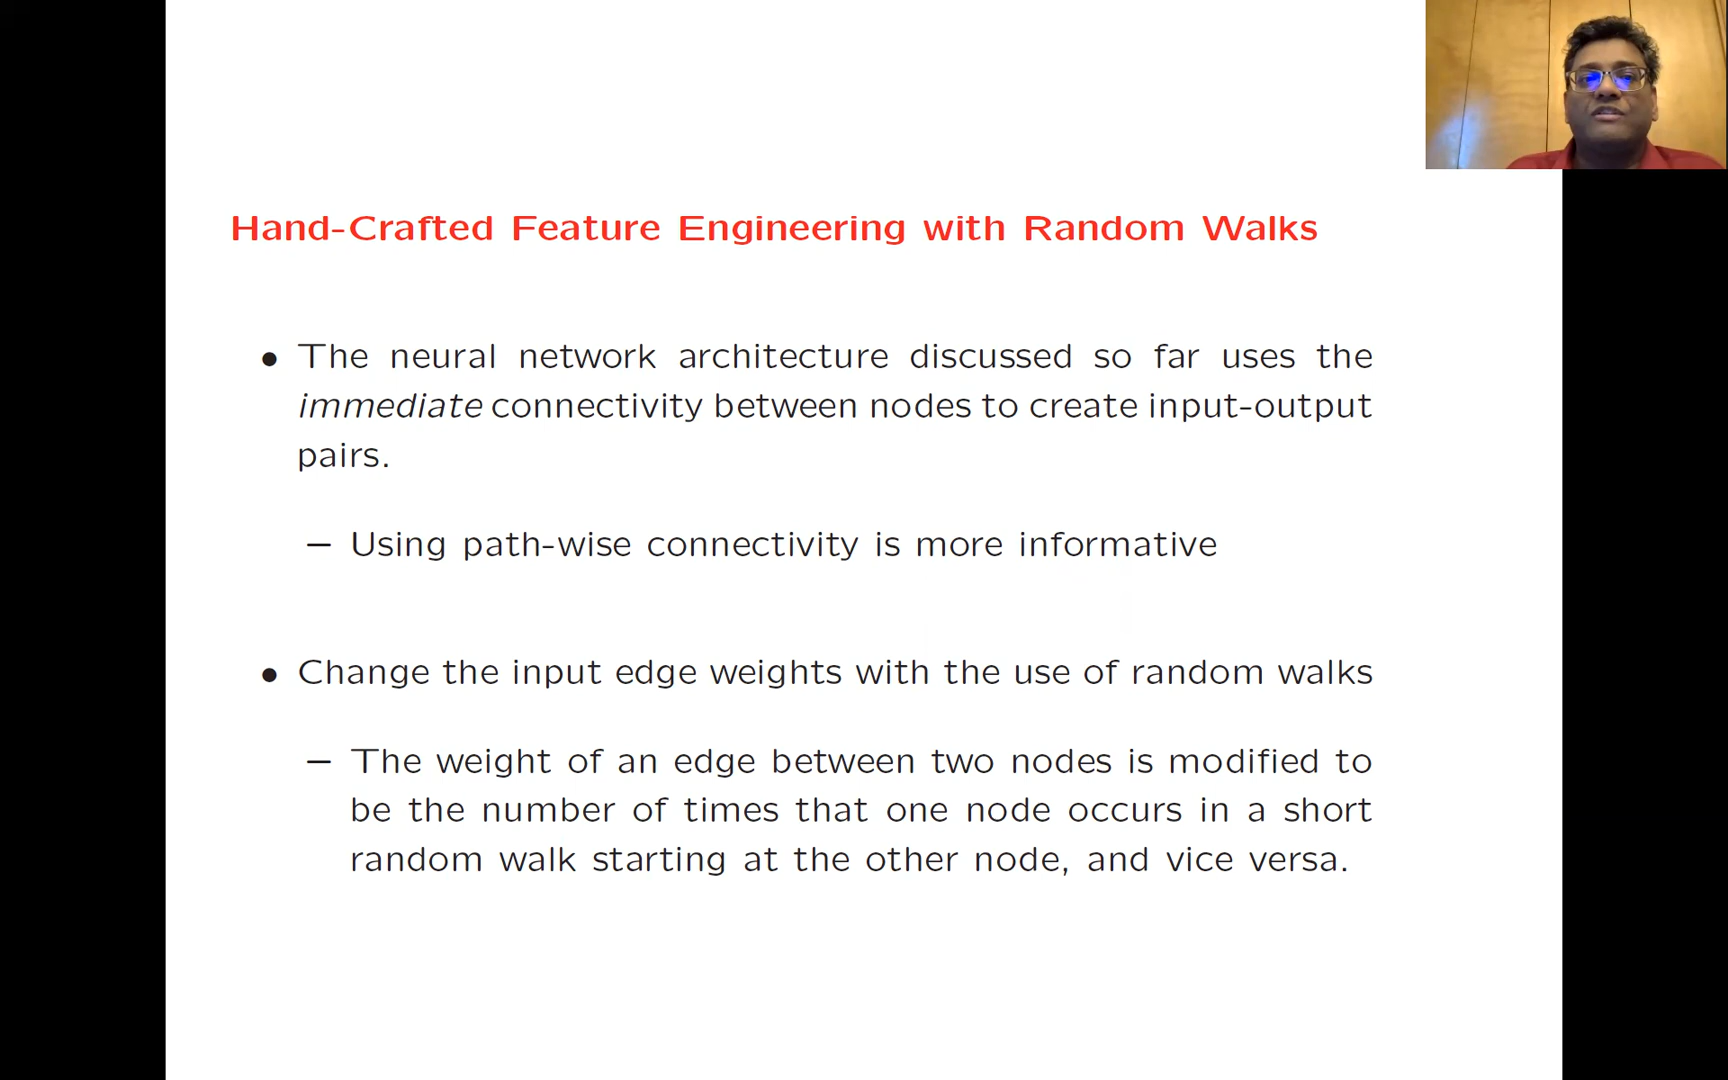 Hand-Crafted Feature Engineering with Random Walks
• The neural network architecture discussed so far uses the
immediate connectivity between nodes to create input-output
pairs.
– Using path-wise connectivity is more informative
• Change the input edge weights with the use of random walks
– The weight of an edge between two nodes is modified to
be the number of times that one node occurs in a short
random walk starting at the other node, and vice versa.